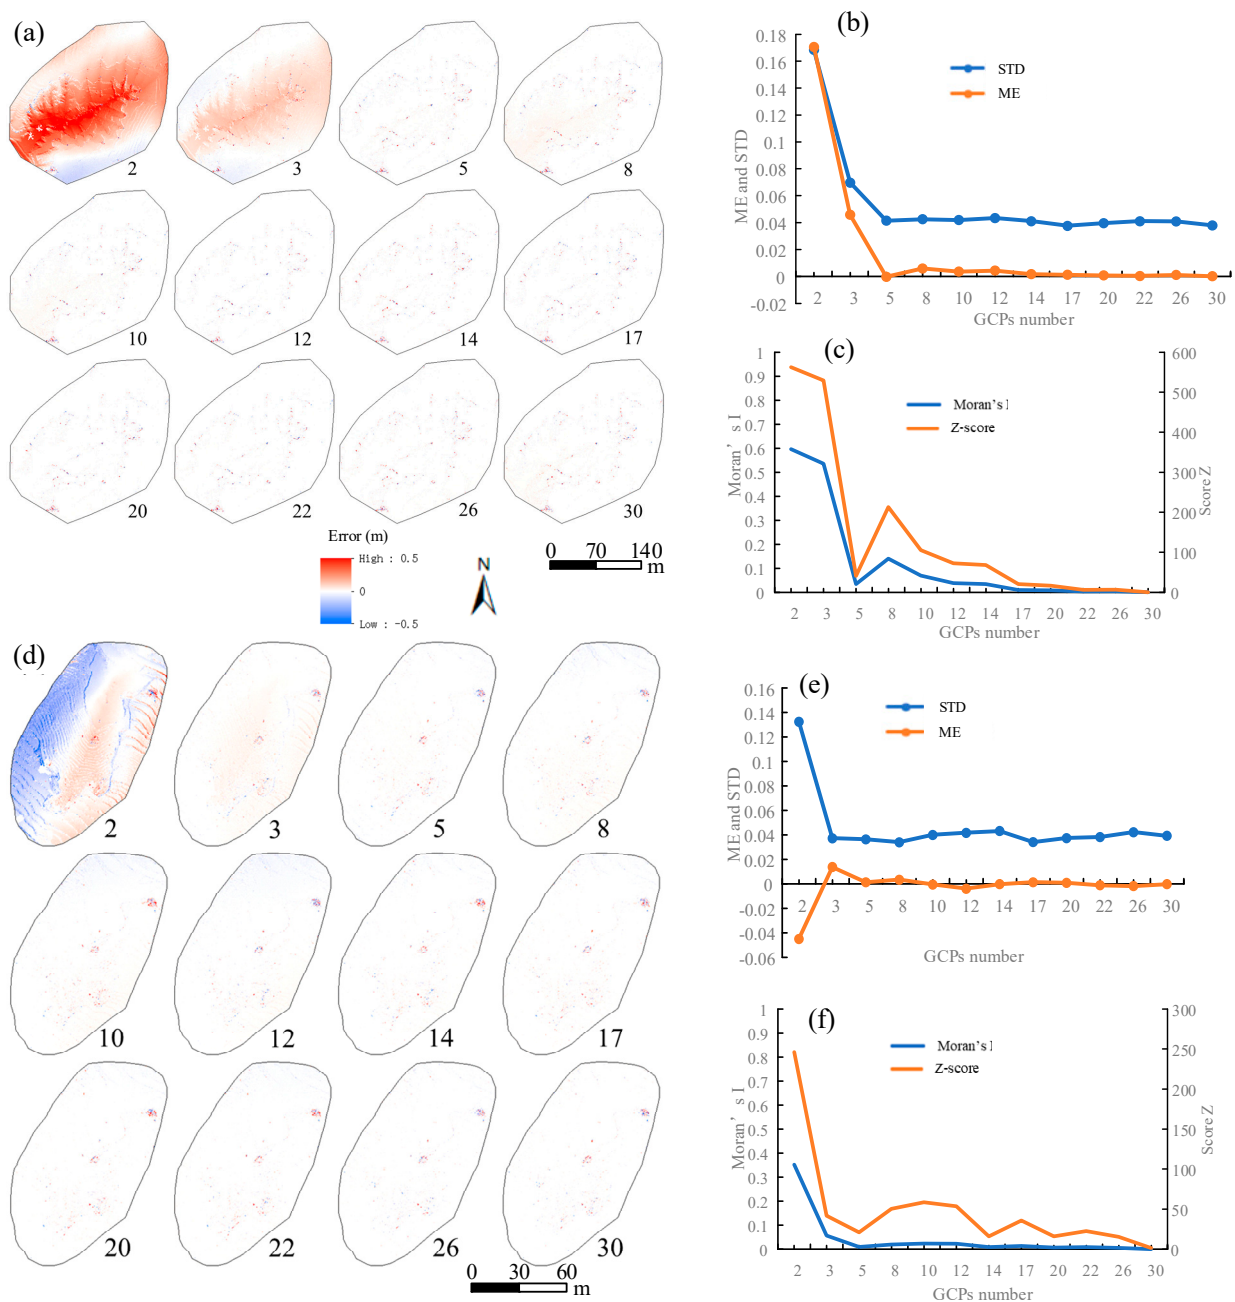 (a)
2
3
5
8
10
12
14
17
20
22
26
30
Error (m)
High : 0.5
0
Low : -0.5
N
0 70 140
m
(b)
0.18
0.16
0.14
0.12
0.1
0.08
0.06
0.04
0.02
0
-0.02
ME and STD
STD
ME
2 3 5 8 10 12 14 17 20 22 26 30
GCPs number
(c)
1
0.9
0.8
0.7
0.6
0.5
0.4
0.3
0.2
0.1
0
Moran’ s I
Moran’s I
Z-score
600
500
400
300
200
100
0
Score Z
2 3 5 8 10 12 14 17 20 22 26 30
GCPs number
(d)
2
3
5
8
10
12
14
17
20
22
26
30
0 30 60
m
(e)
0.16
0.14
0.12
0.1
0.08
0.06
0.04
0.02
0
-0.02
-0.04
-0.06
ME and STD
STD
ME
2 3 5 8 10 12 14 17 20 22 26 30
GCPs number
(f)
1
0.9
0.8
0.7
0.6
0.5
0.4
0.3
0.2
0.1
0
Moran’ s I
Moran’s I
Z-score
300
250
200
150
100
50
0
Score Z
2 3 5 8 10 12 14 17 20 22 26 30
GCPs number